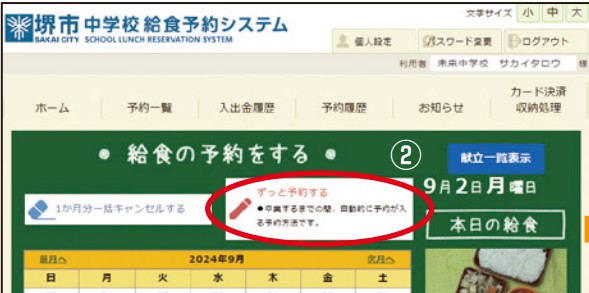 文字サイズ 小 中 大
堺市 中学校 給食予約システム
SAKAI CITY SCHOOL LUNCH RESERVATION SYSTEM
個人設定 パスワード変更 ログアウト
利用者 未来中学校 サカイタロウ 様
ホーム 予約一覧 入出金履歴 予約履歴 お知らせ カード決済
収納処理
● 給食の予約をする ●
② 献立一覧表示
1か月分一括キャンセルする
ずっと予約する
●卒業するまでの間、自動的に予約が入
る予約方法です。
9月2日月曜日
本日の給食
前月へ 2024年9月 次月へ
日 月 火 水 木 金 土